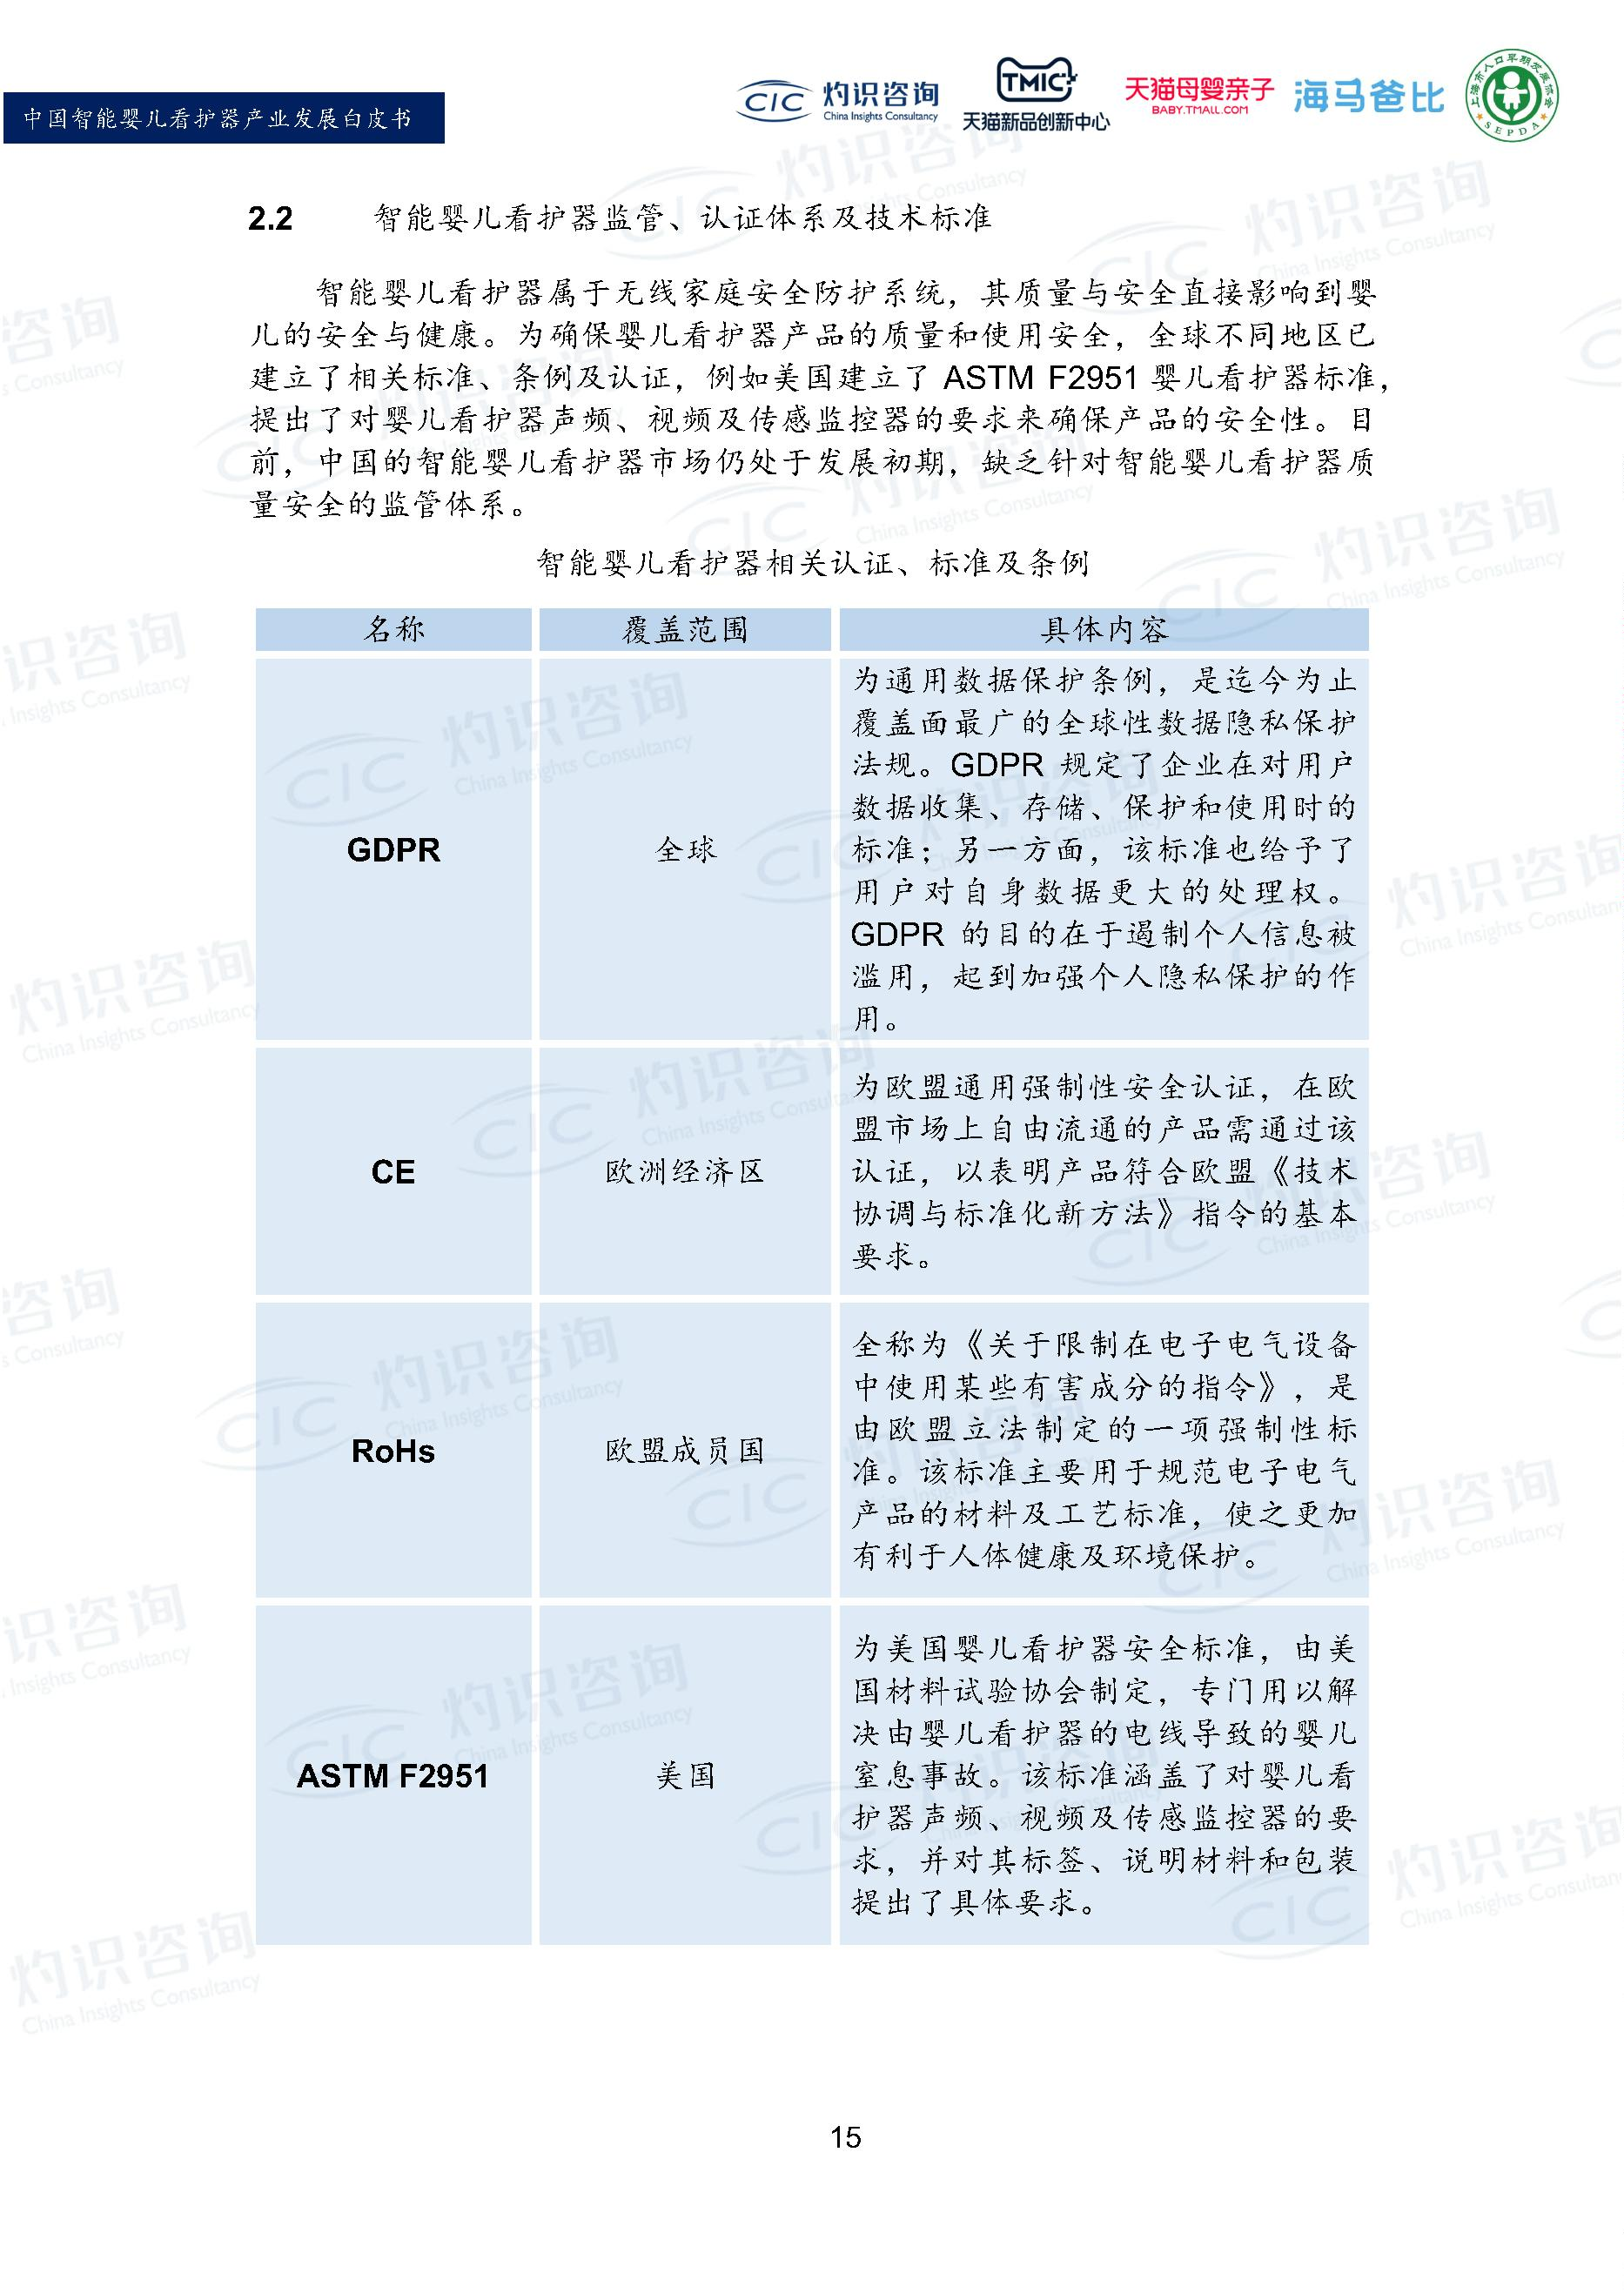 中国智能婴儿看护器产业发展白皮书
CIC 灼识咨询
China Insights Consultancy
TMIC
天猫新品创新中心
天猫母婴亲子
BABY.TMALL.COM
海马爸比
上海市人口早期发展协会
SEPDA
2.2 智能婴儿看护器监管、认证体系及技术标准
智能婴儿看护器属于无线家庭安全防护系统，其质量与安全直接影响到婴
儿的安全与健康。为确保婴儿看护器产品的质量和使用安全，全球不同地区已
建立了相关标准、条例及认证，例如美国建立了 ASTM F2951 婴儿看护器标准，
提出了对婴儿看护器声频、视频及传感监控器的要求来确保产品的安全性。目
前，中国的智能婴儿看护器市场仍处于发展初期，缺乏针对智能婴儿看护器质
量安全的监管体系。
智能婴儿看护器相关认证、标准及条例
名称 覆盖范围 具体内容
为通用数据保护条例，是迄今为止
覆盖面最广的全球性数据隐私保护
法规。GDPR 规定了企业在对用户
数据收集、存储、保护和使用时的
GDPR 全球 标准；另一方面，该标准也给予了
用户对自身数据更大的处理权。
GDPR 的目的在于遏制个人信息被
滥用，起到加强个人隐私保护的作
用。
为欧盟通用强制性安全认证，在欧
盟市场上自由流通的产品需通过该
CE 欧洲经济区 认证，以表明产品符合欧盟《技术
协调与标准化新方法》指令的基本
要求。
全称为《关于限制在电子电气设备
中使用某些有害成分的指令》，是
由欧盟立法制定的一项强制性标
RoHs 欧盟成员国 准。该标准主要用于规范电子电气
产品的材料及工艺标准，使之更加
有利于人体健康及环境保护。
为美国婴儿看护器安全标准，由美
国材料试验协会制定，专门用以解
决由婴儿看护器的电线导致的婴儿
ASTM F2951 美国 窒息事故。该标准涵盖了对婴儿看
护器声频、视频及传感监控器的要
求，并对其标签、说明材料和包装
提出了具体要求。
15